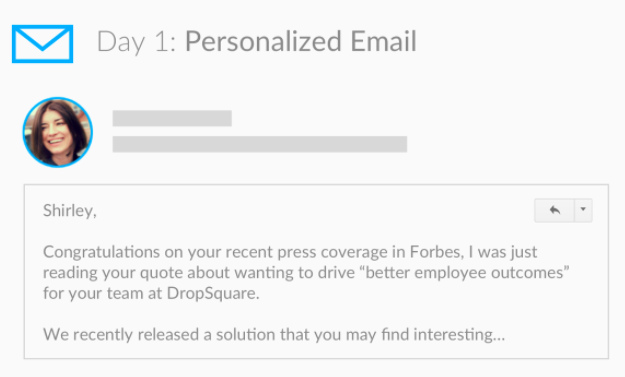 Day 1: Personalized Email
Shirley,
Congratulations on your recent press coverage in Forbes, I was just
reading your quote about wanting to drive “better employee outcomes”
for your team at DropSquare.
We recently released a solution that you may find interesting...